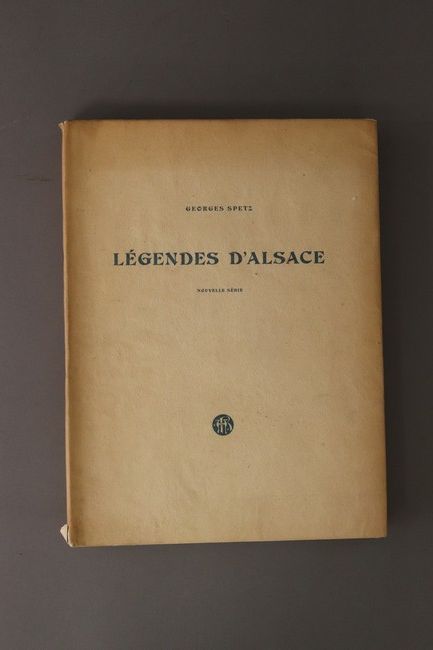 GEORGES SPETZ
LÉGENDES D'ALSACE
NOUVELLE SÉRIE